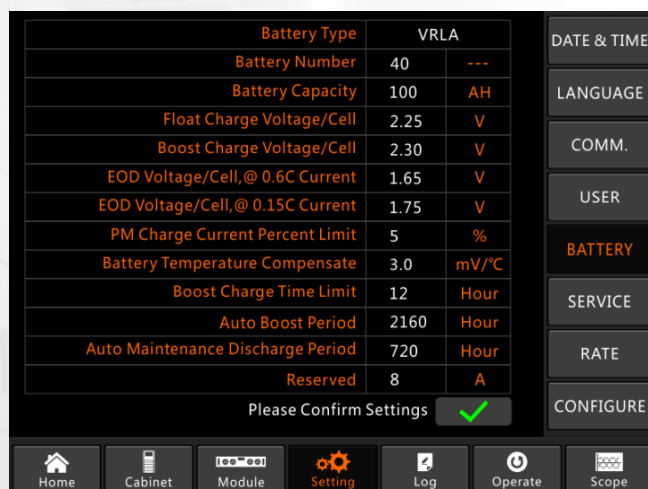 Battery Type VRLA
Battery Number 40 ---
Battery Capacity 100 AH
Float Charge Voltage/Cell 2.25 V
Boost Charge Voltage/Cell 2.30 V
EOD Voltage/Cell,@ 0.6C Current 1.65 V
EOD Voltage/Cell,@ 0.15C Current 1.75 V
PM Charge Current Percent Limit 5 %
Battery Temperature Compensate 3.0 mV/℃
Boost Charge Time Limit 12 Hour
Auto Boost Period 2160 Hour
Auto Maintenance Discharge Period 720 Hour
Reserved 8 A
Please Confirm Settings
DATE & TIME
LANGUAGE
COMM.
USER
BATTERY
SERVICE
RATE
CONFIGURE
Home Cabinet Module Setting Log Operate Scope